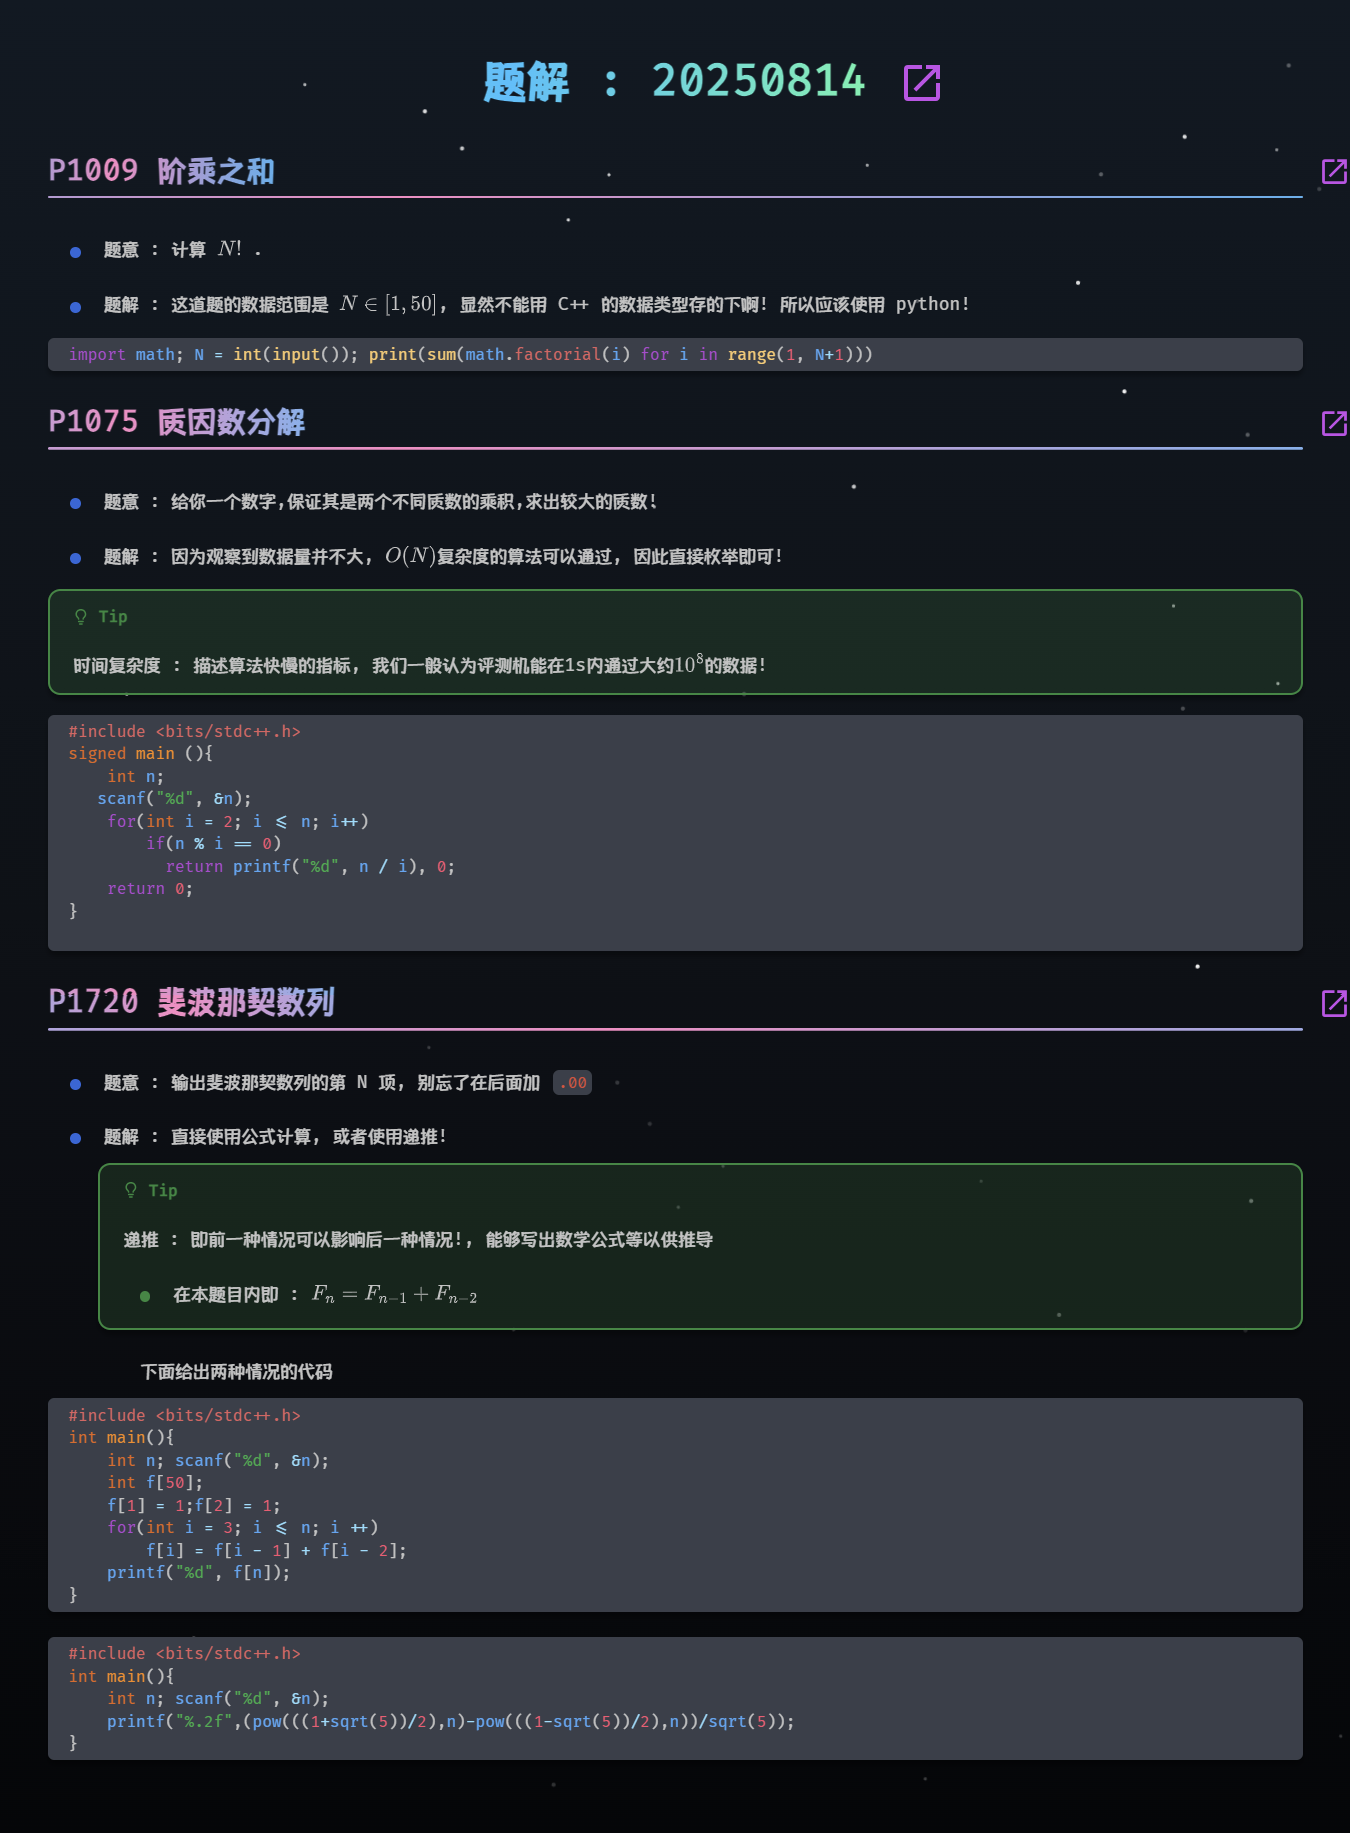 题解 : 20250814
P1009 阶乘之和
题意 : 计算 N! .
题解 : 这道题的数据范围是 N ∈ [1, 50], 显然不能用 C++ 的数据类型存的下啊! 所以应该使用 python!
import math; N = int(input()); print(sum(math.factorial(i) for i in range(1, N+1)))
P1075 质因数分解
题意 : 给你一个数字,保证其是两个不同质数的乘积,求出较大的质数!
题解 : 因为观察到数据量并不大, O(N)复杂度的算法可以通过, 因此直接枚举即可!
Tip
时间复杂度 : 描述算法快慢的指标, 我们一般认为评测机能在1s内通过大约10^8的数据!
#include <bits/stdc++.h>
signed main (){
    int n;
   scanf("%d", &n);
    for(int i = 2; i <= n; i++)
        if(n % i == 0)
          return printf("%d", n / i), 0;
    return 0;
}
P1720 斐波那契数列
题意 : 输出斐波那契数列的第 N 项, 别忘了在后面加 .00
题解 : 直接使用公式计算, 或者使用递推!
Tip
递推 : 即前一种情况可以影响后一种情况!, 能够写出数学公式等以供推导
在本题目内即 : F_n = F_{n-1} + F_{n-2}
下面给出两种情况的代码
#include <bits/stdc++.h>
int main(){
    int n; scanf("%d", &n);
    int f[50];
    f[1] = 1;f[2] = 1;
    for(int i = 3; i <= n; i ++)
        f[i] = f[i - 1] + f[i - 2];
    printf("%d", f[n]);
}
#include <bits/stdc++.h>
int main(){
    int n; scanf("%d", &n);
    printf("%.2f",(pow(((1+sqrt(5))/2),n)-pow(((1-sqrt(5))/2),n))/sqrt(5));
}